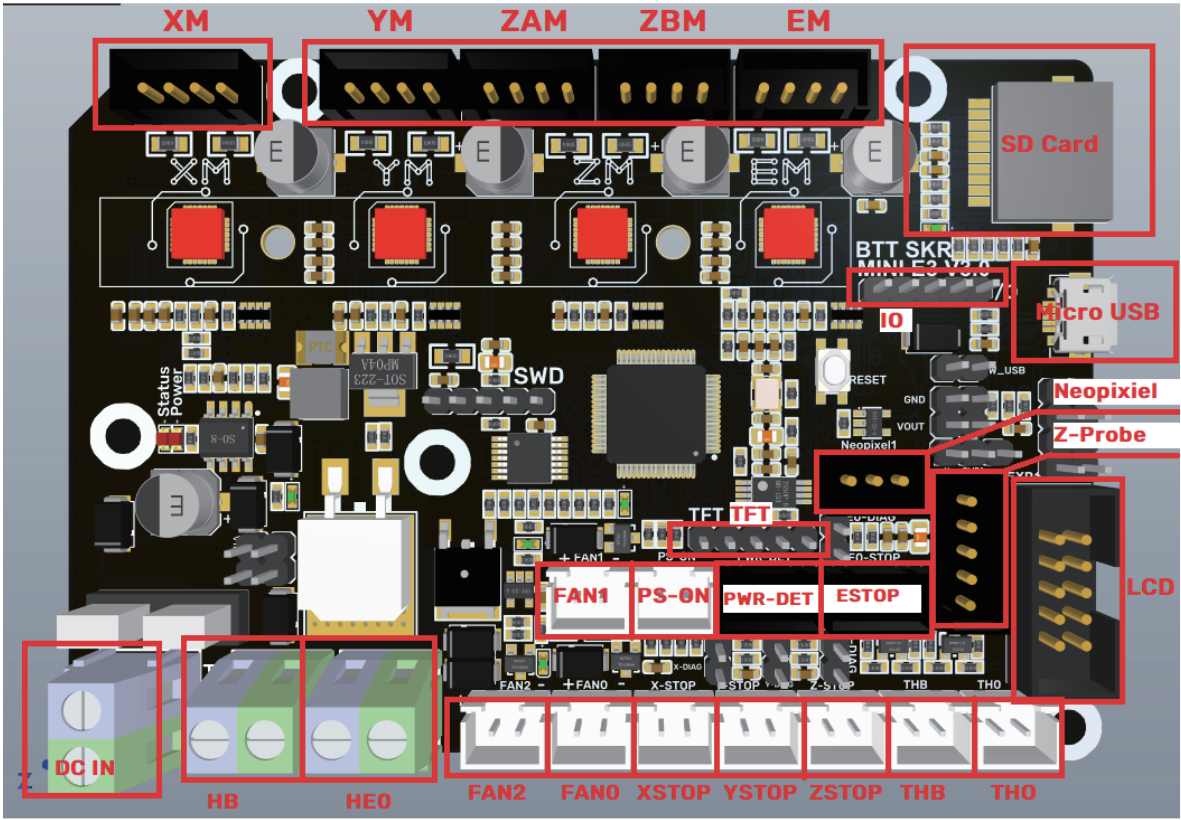 XM YM ZAM ZBM EM
SD Card
E E E E
XM YM ZM EM
BTT SKR
MINI E3 V3.0
IO
Micro USB
PTC
SOT-223
MP04A
SWD
RESET
W_USB
Status
Power
SO-8
GND
VOUT
Neopixiel
Z-Probe
Neopixel1
E
TFT TFT
E0-DIAG
+ FAN1 - PS-ON PWR-DET E0-STOP
FAN1 PS-ON PWR-DET ESTOP
LCD
X-DIAG
FAN2 - + FAN0 - X-STOP Y-STOP Z-STOP THB TH0
DC IN
Z
HB HE0 FAN2 FAN0 XSTOP YSTOP ZSTOP THB TH0